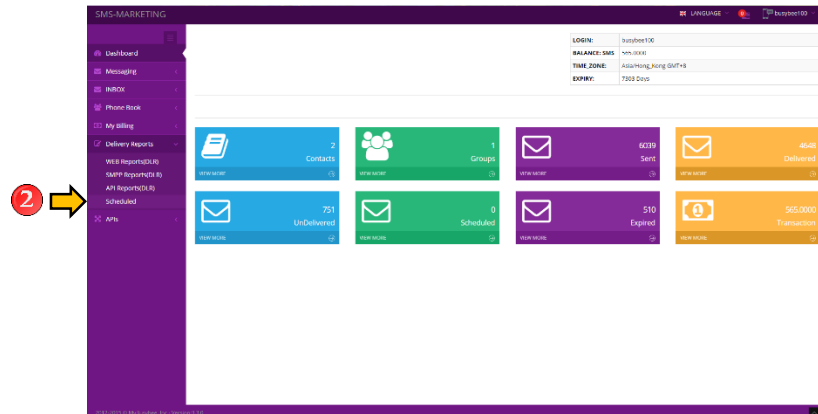 SMS-MARKETING
LANGUAGE
busybee100
LOGIN: busybee100
BALANCE: SMS 565.0000
TIME_ZONE: Asia/Hong_Kong GMT+8
EXPIRY: 7303 Days
Dashboard
Messaging
INBOX
Phone Book
My Billing
Delivery Reports
WEB Reports(DLR)
SMPP Reports(DLR)
API Reports(DLR)
Scheduled
APIs
2
2
Contacts
VIEW MORE
1
Groups
VIEW MORE
6039
Sent
VIEW MORE
4648
Delivered
VIEW MORE
751
UnDelivered
VIEW MORE
0
Scheduled
VIEW MORE
510
Expired
VIEW MORE
565.0000
Transaction
VIEW MORE